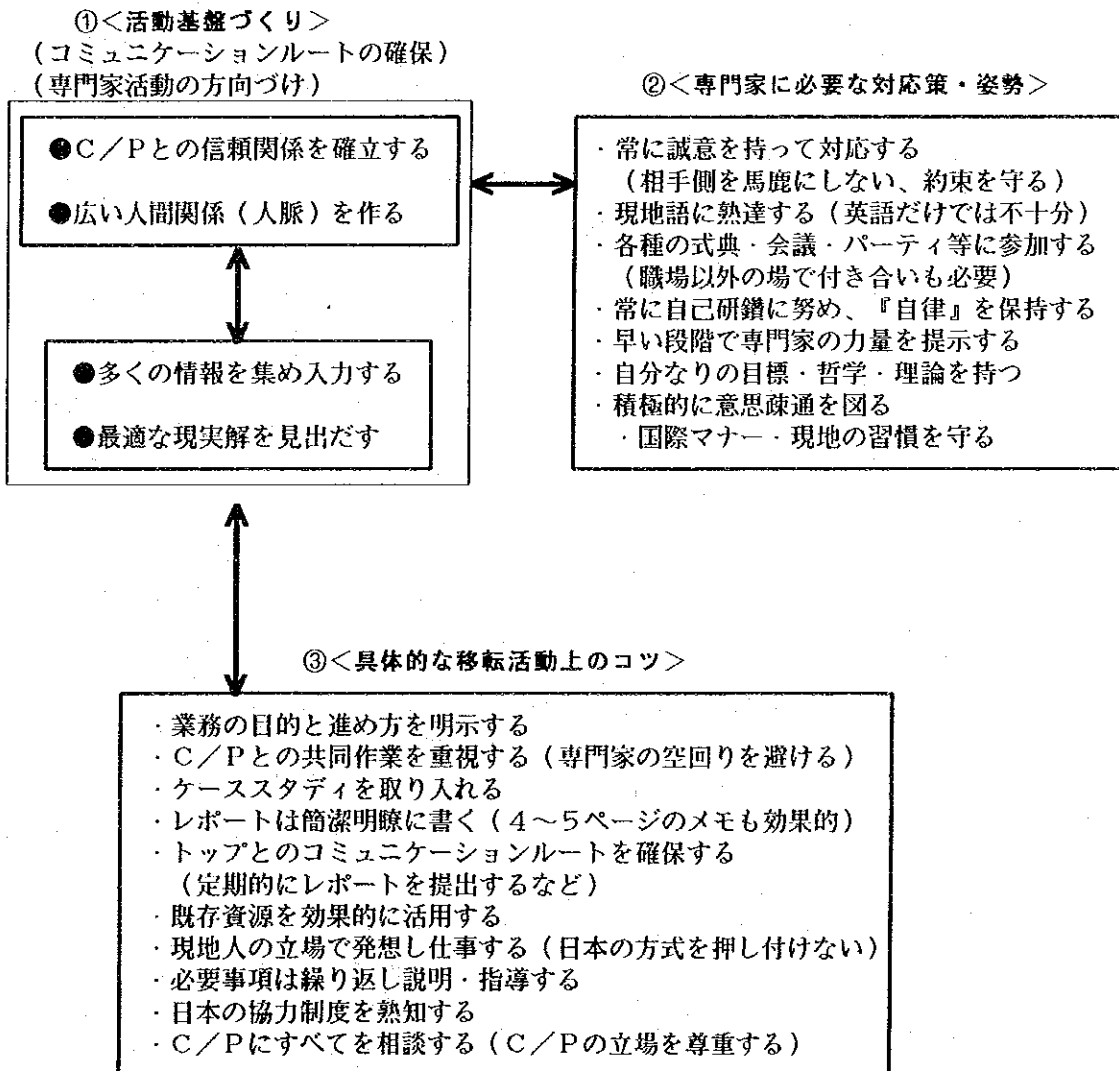 ①＜活動基盤づくり＞
（コミュニケーションルートの確保）
（専門家活動の方向づけ）
●C／Pとの信頼関係を確立する
●広い人間関係（人脈）を作る
●多くの情報を集め入力する
●最適な現実解を見出だす
②＜専門家に必要な対応策・姿勢＞
・常に誠意を持って対応する
（相手側を馬鹿にしない、約束を守る）
・現地語に熟達する（英語だけでは不十分）
・各種の式典・会議・パーティ等に参加する
（職場以外の場で付き合いも必要）
・常に自己研鑽に努め、『自律』を保持する
・早い段階で専門家の力量を提示する
・自分なりの目標・哲学・理論を持つ
・積極的に意思疎通を図る
・国際マナー・現地の習慣を守る
③＜具体的な移転活動上のコツ＞
・業務の目的と進め方を明示する
・C／Pとの共同作業を重視する（専門家の空回りを避ける）
・ケーススタディを取り入れる
・レポートは簡潔明瞭に書く（４～５ページのメモも効果的）
・トップとのコミュニケーションルートを確保する
（定期的にレポートを提出するなど）
・既存資源を効果的に活用する
・現地人の立場で発想し仕事する（日本の方式を押し付けない）
・必要事項は繰り返し説明・指導する
・日本の協力制度を熟知する
・C／Pにすべてを相談する（C／Pの立場を尊重する）